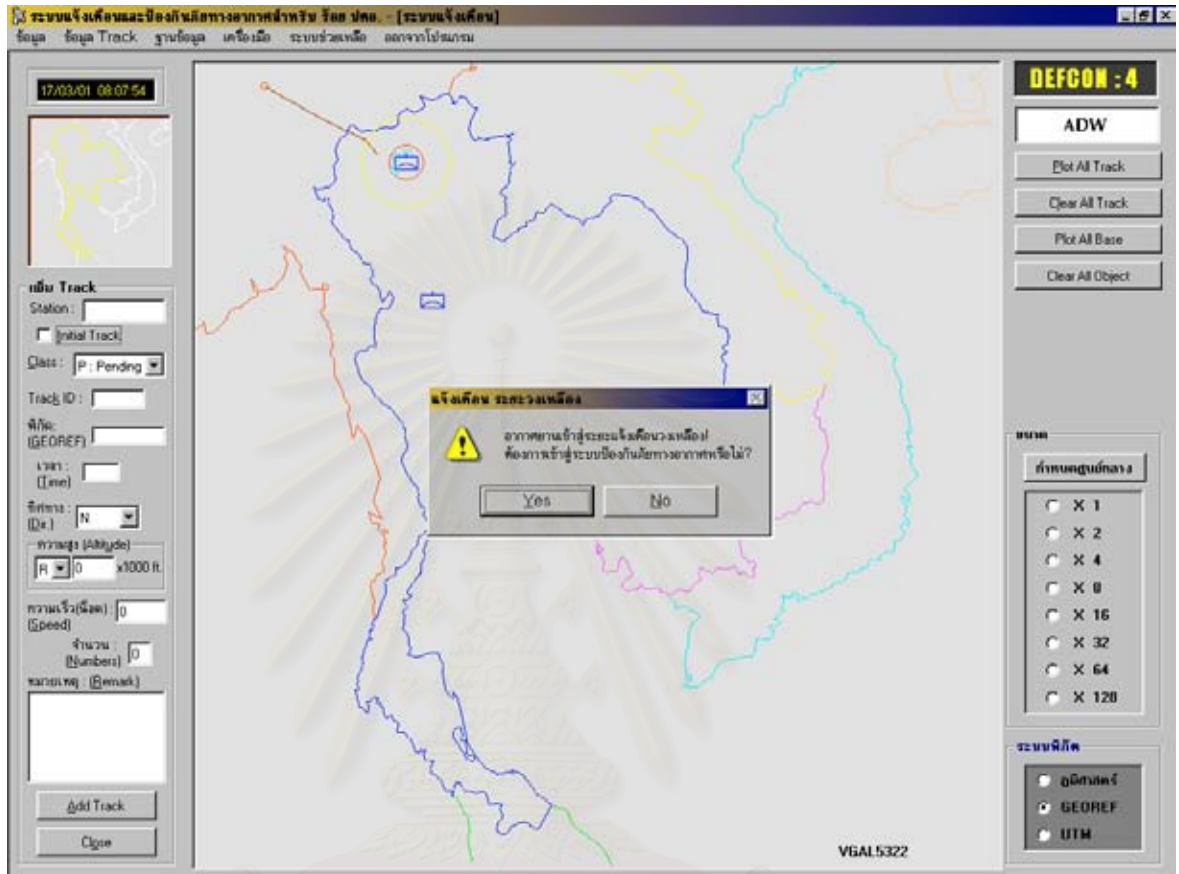 ระบบแจ้งเตือนและป้องกันภัยทางอากาศสำหรับ ร้อย ปตอ. - [ระบบแจ้งเตือน]
ข้อมูล ข้อมูล Track ฐานข้อมูล เครื่องมือ ระบบช่วยเหลือ ออกจากโปรแกรม
17/03/01 08:07:54
เพิ่ม Track
Station :
Initial Track
Class : P : Pending
Track ID :
พิกัด:
(GEOREF)
เวลา :
(Time)
ทิศทาง :
(Dir.) N
ความสูง (Altitude)
R 0 x1000 ft.
ความเร็ว(น็อต) : 0
(Speed)
จำนวน :
(Numbers) 0
หมายเหตุ : (Remark)
Add Track
Close
แจ้งเตือน ระยะวงเหลือง
อากาศยานเข้าสู่ระยะแจ้งเตือนวงเหลือง!
ต้องการเข้าสู่ระบบป้องกันภัยทางอากาศหรือไม่?
Yes No
VGAL5322
DEFCON : 4
ADW
Plot All Track
Clear All Track
Plot All Base
Clear All Object
ขนาด
กำหนดศูนย์กลาง
X 1
X 2
X 4
X 8
X 16
X 32
X 64
X 128
ระบบพิกัด
ภูมิศาสตร์
GEOREF
UTM